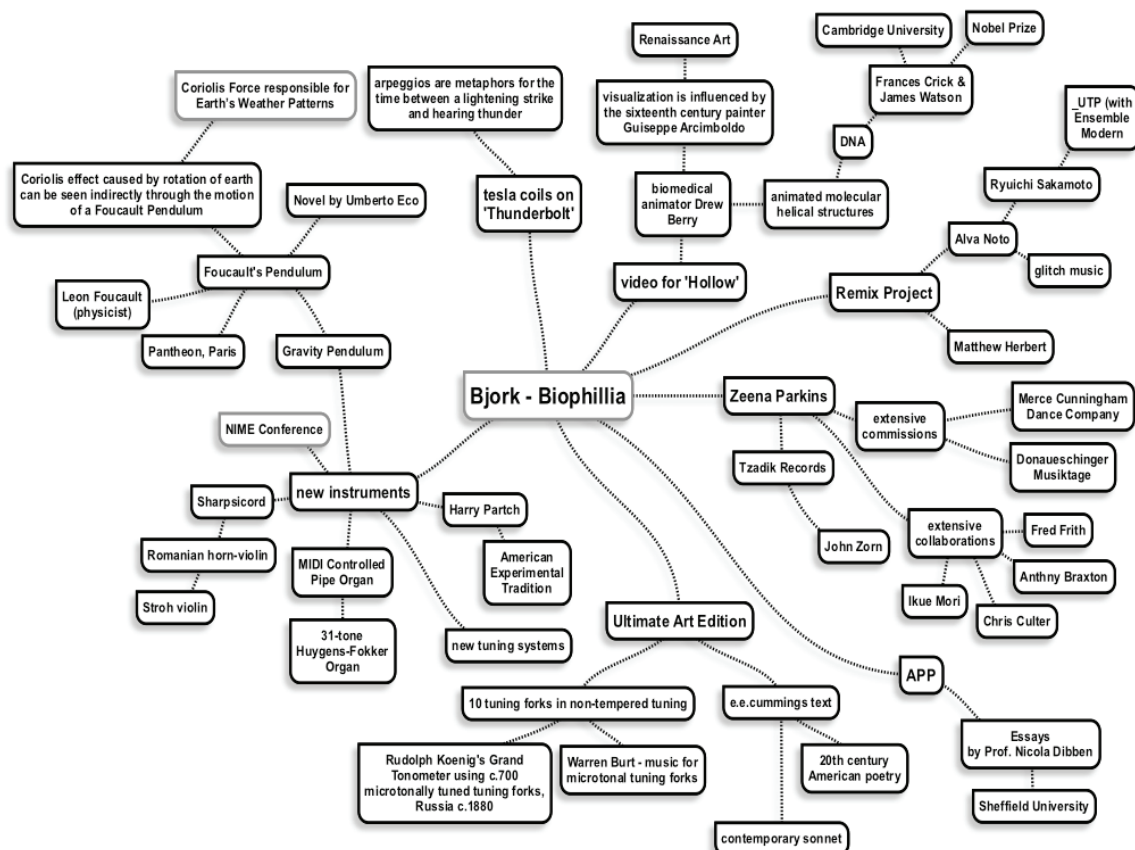 Renaissance Art
Cambridge University
Nobel Prize
Coriolis Force responsible for
Earth's Weather Patterns
arpeggios are metaphors for the
time between a lightening strike
and hearing thunder
visualization is influenced by
the sixteenth century painter
Guiseppe Arcimboldo
Frances Crick &
James Watson
_UTP (with
Ensemble
Modern
DNA
Coriolis effect caused by rotation of earth
can be seen indirectly through the motion
of a Foucault Pendulum
Novel by Umberto Eco
tesla coils on
'Thunderbolt'
biomedical
animator Drew
Berry
animated molecular
helical structures
Ryuichi Sakamoto
Alva Noto
glitch music
Foucault's Pendulum
Leon Foucault
(physicist)
video for 'Hollow'
Remix Project
Pantheon, Paris
Gravity Pendulum
Matthew Herbert
Bjork - Biophillia
Zeena Parkins
extensive
commissions
Merce Cunningham
Dance Company
NIME Conference
Donaueschinger
Musiktage
Tzadik Records
new instruments
Sharpsicord
Harry Partch
John Zorn
extensive
collaborations
Fred Frith
Romanian horn-violin
MIDI Controlled
Pipe Organ
American
Experimental
Tradition
Anthny Braxton
Ikue Mori
Chris Culter
Stroh violin
31-tone
Huygens-Fokker
Organ
new tuning systems
Ultimate Art Edition
APP
10 tuning forks in non-tempered tuning
e.e.cummings text
Essays
by Prof. Nicola Dibben
Rudolph Koenig's Grand
Tonometer using c.700
microtonally tuned tuning forks,
Russia c.1880
Warren Burt - music for
microtonal tuning forks
20th century
American poetry
Sheffield University
contemporary sonnet